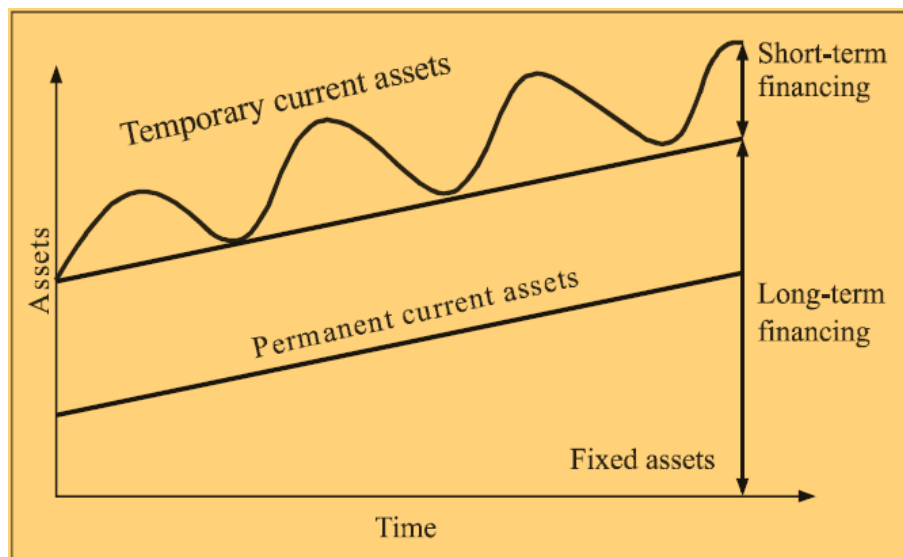 Short-term
financing
Temporary current assets
Assets
Permanent current assets
Long-term
financing
Fixed assets
Time